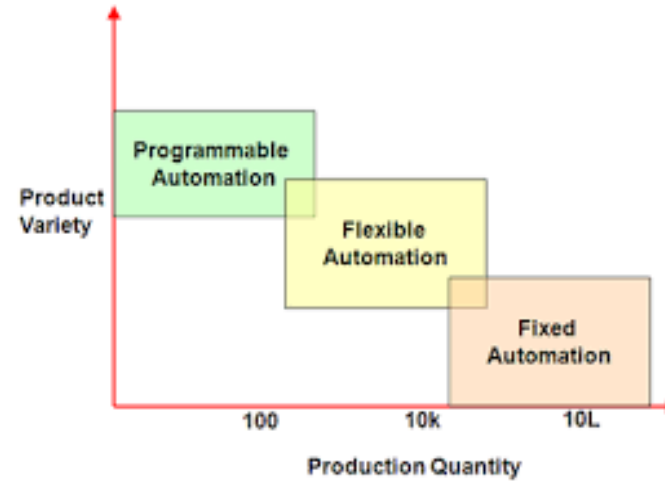 Programmable
Automation
Product
Variety
Flexible
Automation
Fixed
Automation
100
10k
10L
Production Quantity